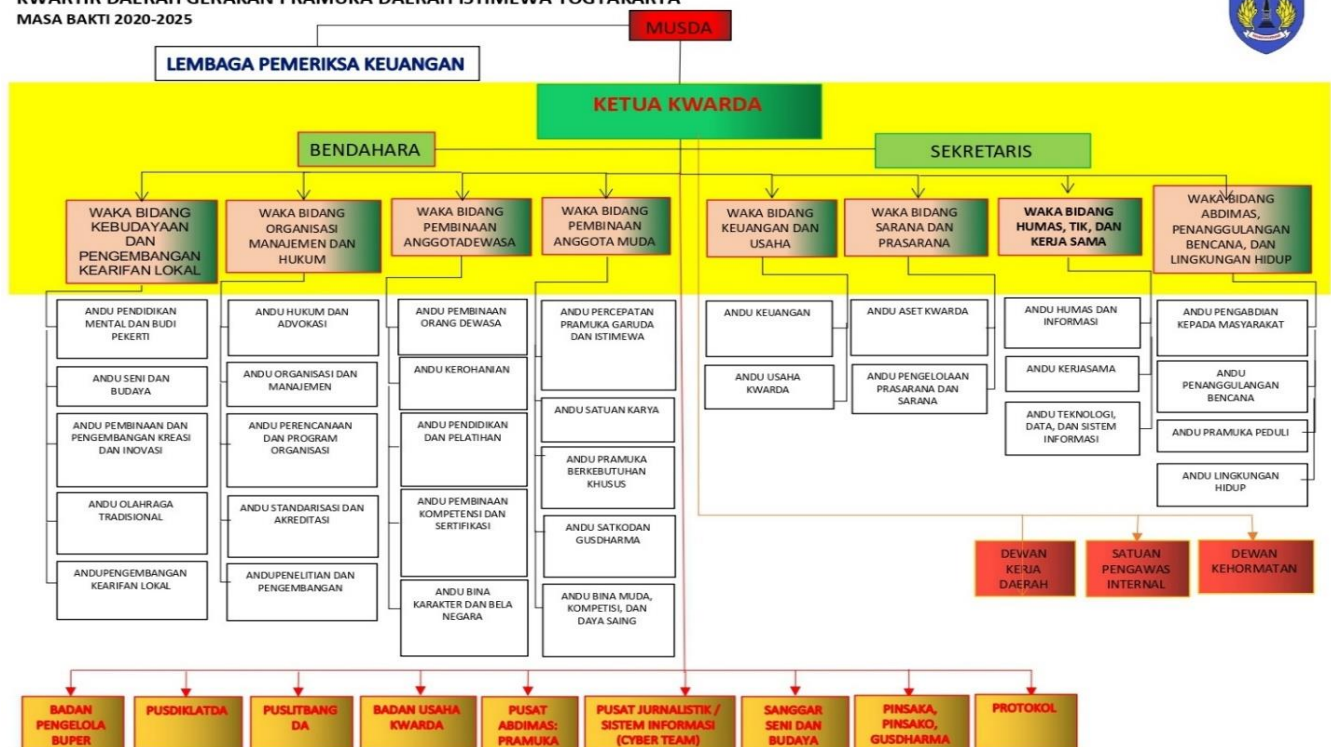 KWARTIR DAERAH GERAKAN PRAMUKA DAERAH ISTIMEWA YOGYAKARTA
MASA BAKTI 2020-2025
MUSDA
LEMBAGA PEMERIKSA KEUANGAN
KETUA KWARDA
BENDAHARA
SEKRETARIS
WAKA BIDANG
KEBUDAYAAN
DAN
PENGEMBANGAN
KEARIFAN LOKAL
WAKA BIDANG
ORGANISASI
MANAJEMEN DAN
HUKUM
WAKA BIDANG
PEMBINAAN
ANGGOTADEWASA
WAKA BIDANG
PEMBINAAN
ANGGOTA MUDA
WAKA BIDANG
KEUANGAN DAN
USAHA
WAKA BIDANG
SARANA DAN
PRASARANA
WAKA BIDANG
HUMAS, TIK, DAN
KERJA SAMA
WAKA BIDANG
ABDIMAS,
PENANGGULANGAN
BENCANA, DAN
LINGKUNGAN HIDUP
ANDU PENDIDIKAN
MENTAL DAN BUDI
PEKERTI
ANDU SENI DAN
BUDAYA
ANDU PEMBINAAN DAN
PENGEMBANGAN KREASI
DAN INOVASI
ANDU OLAHRAGA
TRADISIONAL
ANDUPENGEMBANGAN
KEARIFAN LOKAL
ANDU HUKUM DAN
ADVOKASI
ANDU ORGANISASI DAN
MANAJEMEN
ANDU PERENCANAAN
DAN PROGRAM
ORGANISASI
ANDU STANDARISASI DAN
AKREDITASI
ANDUPENELITIAN DAN
PENGEMBANGAN
ANDU PEMBINAAN
ORANG DEWASA
ANDU KEROHANIAN
ANDU PENDIDIKAN
DAN PELATIHAN
ANDU PEMBINAAN
KOMPETENSI DAN
SERTIFIKASI
ANDU BINA
KARAKTER DAN BELA
NEGARA
ANDU PERCEPATAN
PRAMUKA GARUDA
DAN ISTIMEWA
ANDU SATUAN KARYA
ANDU PRAMUKA
BERKEBUTUHAN
KHUSUS
ANDU SATKODAN
GUSDHARMA
ANDU BINA MUDA,
KOMPETISI, DAN
DAYA SAING
ANDU KEUANGAN
ANDU USAHA
KWARDA
ANDU ASET KWARDA
ANDU PENGELOLAAN
PRASARANA DAN
SARANA
ANDU HUMAS DAN
INFORMASI
ANDU KERJASAMA
ANDU TEKNOLOGI,
DATA, DAN SISTEM
INFORMASI
ANDU PENGABDIAN
KEPADA MASYARAKAT
ANDU
PENANGGULANGAN
BENCANA
ANDU PRAMUKA PEDULI
ANDU LINGKUNGAN
HIDUP
DEWAN
KERJA
DAERAH
SATUAN
PENGAWAS
INTERNAL
DEWAN
KEHORMATAN
BADAN
PENGELOLA
BUPER
PUSDIKLATDA
PUSLITBANG
DA
BADAN USAHA
KWARDA
PUSAT
ABDIMAS:
PRAMUKA
PUSAT JURNALISTIK /
SISTEM INFORMASI
(CYBER TEAM)
SANGGAR
SENI DAN
BUDAYA
PINSAKA,
PINSAKO,
GUSDHARMA
PROTOKOL